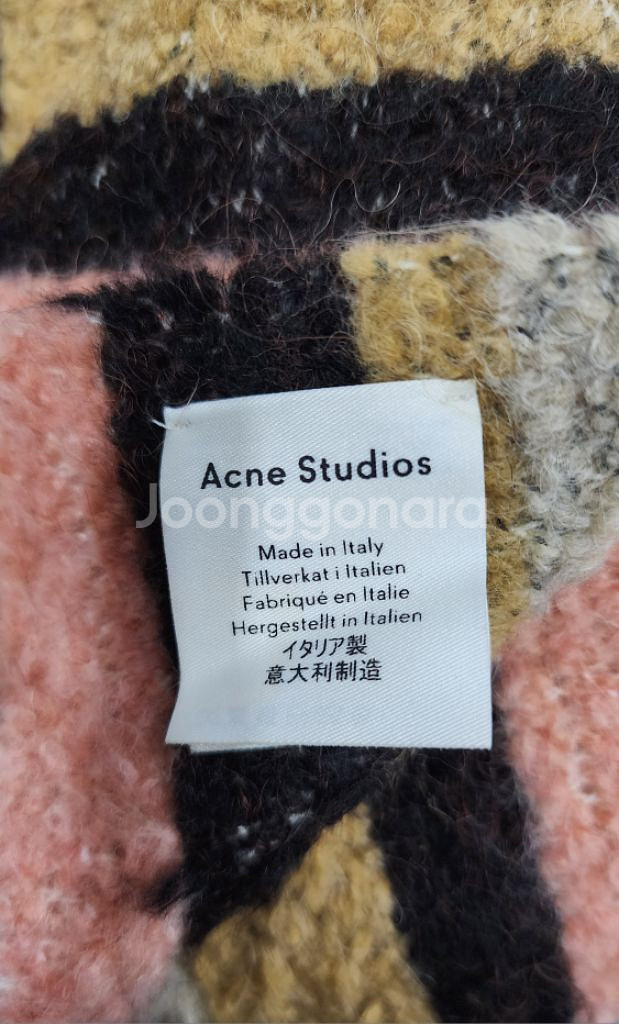 Acne Studios
Joonggonara
Made in Italy
Tillverkat i Italien
Fabriqué en Italie
Hergestellt in Italien
イタリア製
意大利制造